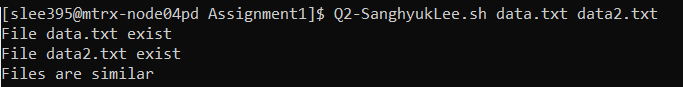 [slee395@mtrx-node04pd Assignment1]$ Q2-SanghyukLee.sh data.txt data2.txt
File data.txt exist
File data2.txt exist
Files are similar